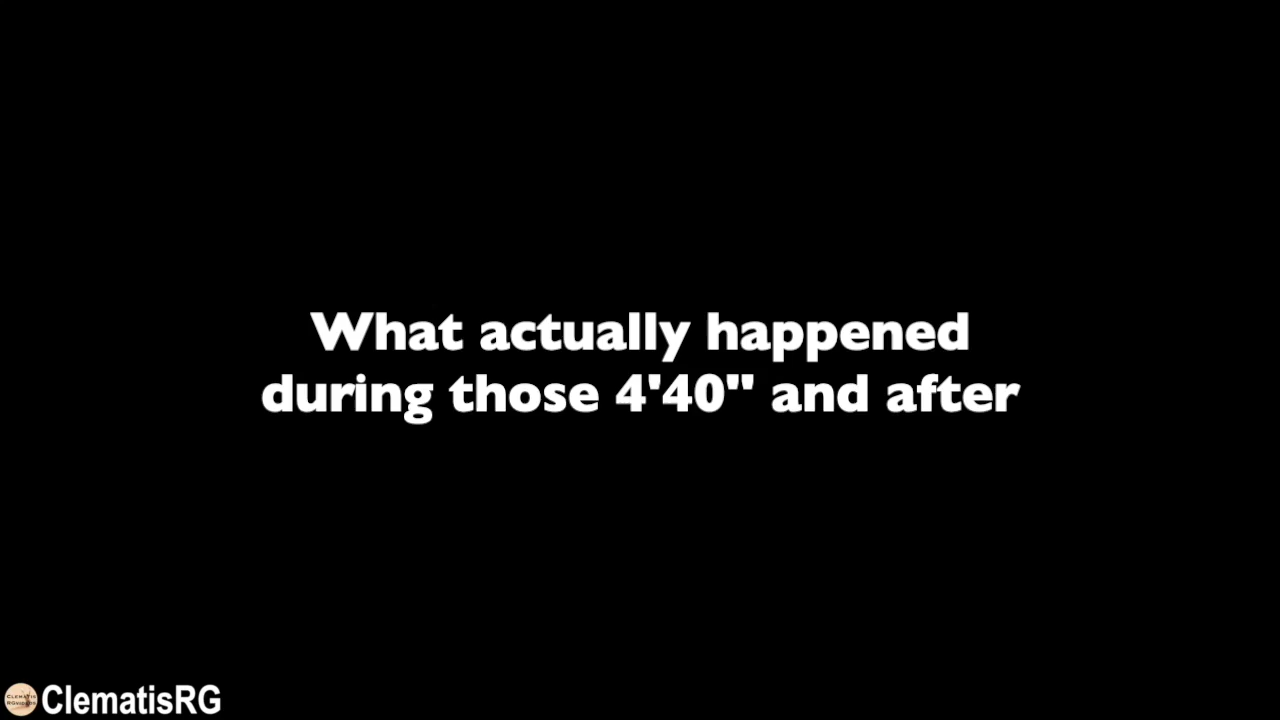 What actually happened
during those 4'40" and after
ClematisRG